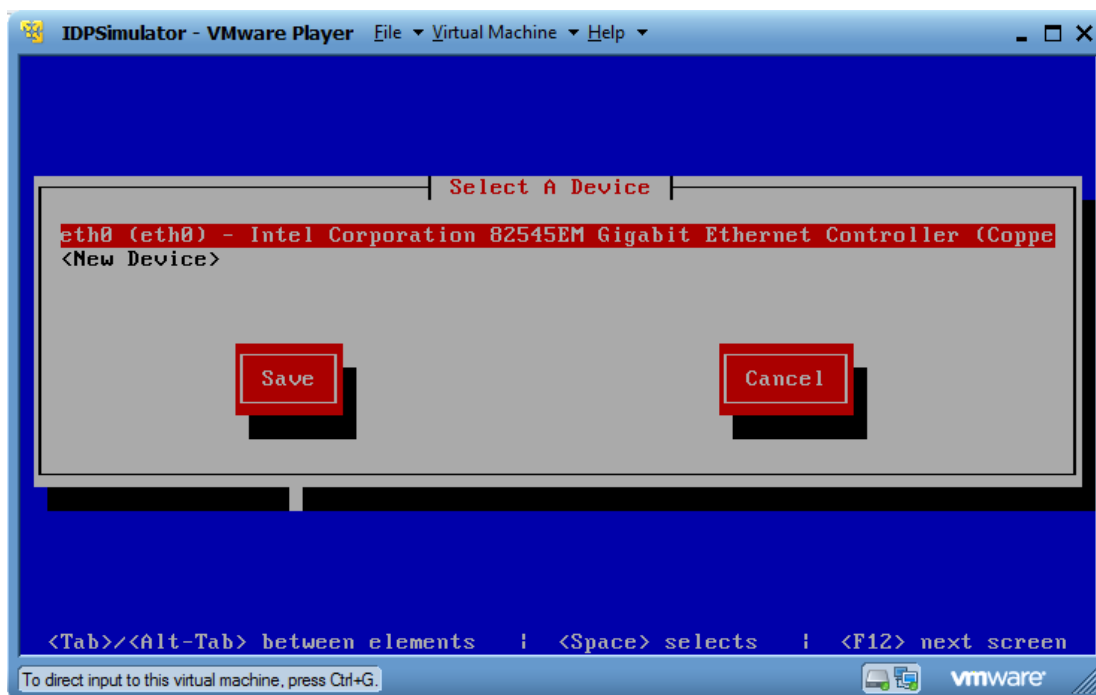 IDPSimulator - VMware Player File Virtual Machine Help
Select A Device
eth0 (eth0) - Intel Corporation 82545EM Gigabit Ethernet Controller (Coppe
<New Device>
Save Cancel
<Tab>/<Alt-Tab> between elements | <Space> selects | <F12> next screen
To direct input to this virtual machine, press Ctrl+G. vmware